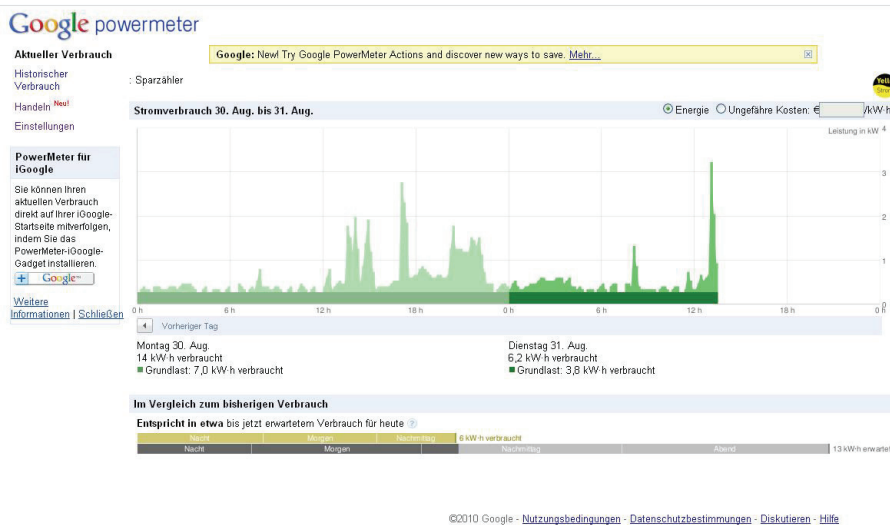 Google powermeter
Aktueller Verbrauch
Historischer
Verbrauch
Handeln Neu!
Einstellungen
PowerMeter für
iGoogle
Sie können Ihren
aktuellen Verbrauch
direkt auf Ihrer iGoogle-
Startseite mitverfolgen,
indem Sie das
PowerMeter-iGoogle-
Gadget installieren.
+ Google™
Weitere
Informationen | Schließen
Google: New! Try Google PowerMeter Actions and discover new ways to save. Mehr...
: Sparzähler
Yell
Stromverbrauch 30. Aug. bis 31. Aug.
Energie Ungefähre Kosten: € /kW·h
Leistung in kW 4
3
2
1
0
0 h 6 h 12 h 18 h 0 h 6 h 12 h 18 h 0 h
Vorheriger Tag
Montag 30. Aug.
14 kW·h verbraucht
Grundlast: 7,0 kW·h verbraucht
Dienstag 31. Aug.
6,2 kW·h verbraucht
Grundlast: 3,8 kW·h verbraucht
Im Vergleich zum bisherigen Verbrauch
Entspricht in etwa bis jetzt erwartetem Verbrauch für heute ?
Nacht Morgen Nachmittag 6 kW·h verbraucht
Nacht Morgen Nachmittag Abend 13 kW·h erwartet
©2010 Google - Nutzungsbedingungen - Datenschutzbestimmungen - Diskutieren - Hilfe